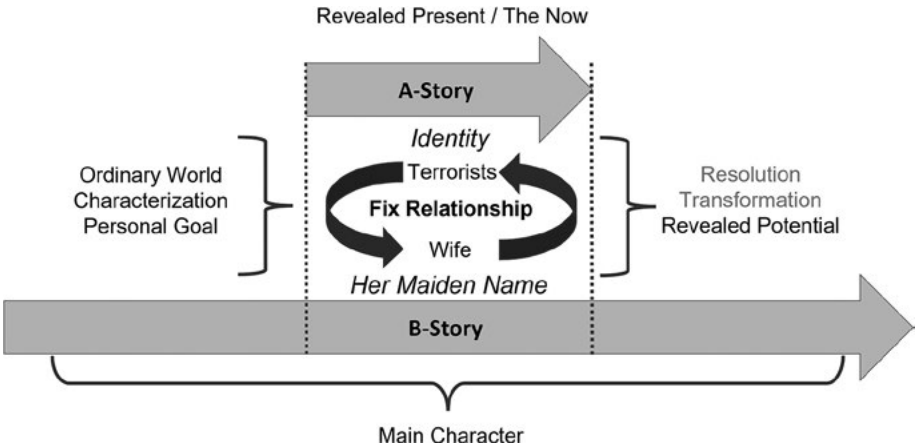 Revealed Present / The Now
A-Story
Identity
Terrorists
Fix Relationship
Wife
Her Maiden Name
Ordinary World
Characterization
Personal Goal
Resolution
Transformation
Revealed Potential
B-Story
Main Character